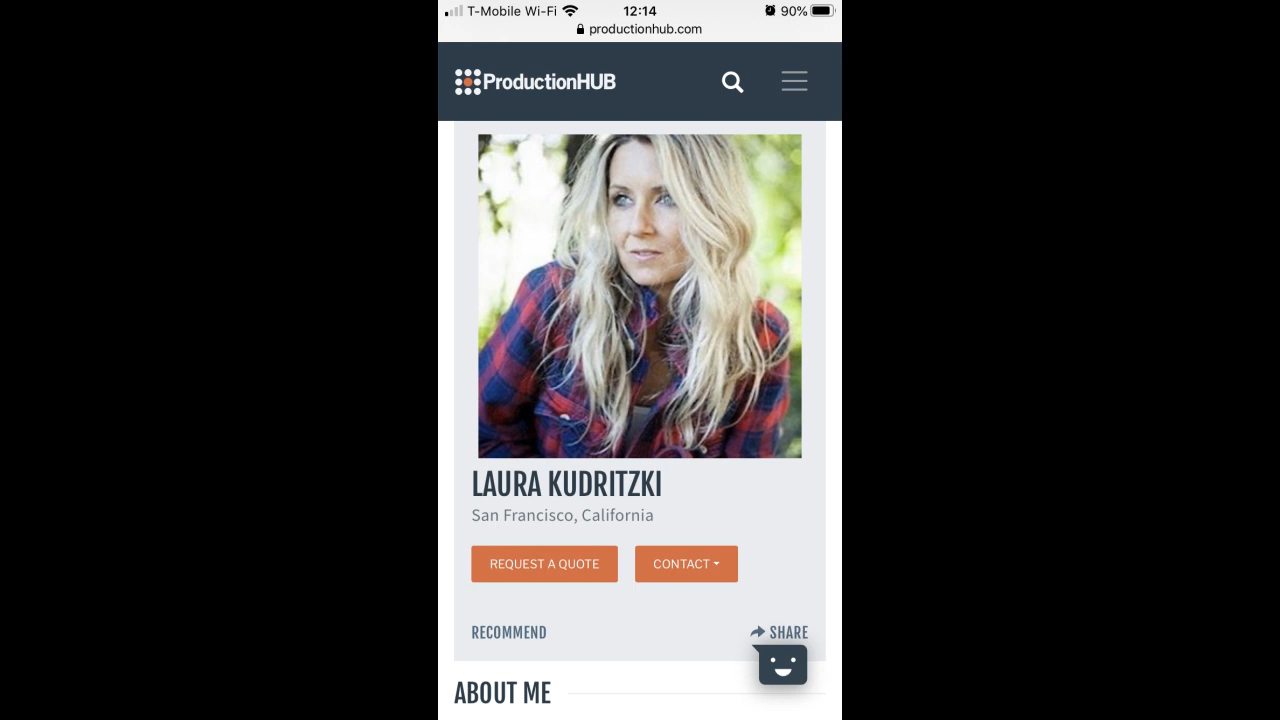 T-Mobile Wi-Fi 12:14 90%
productionhub.com
ProductionHUB
LAURA KUDRITZKI
San Francisco, California
REQUEST A QUOTE CONTACT
RECOMMEND SHARE
ABOUT ME